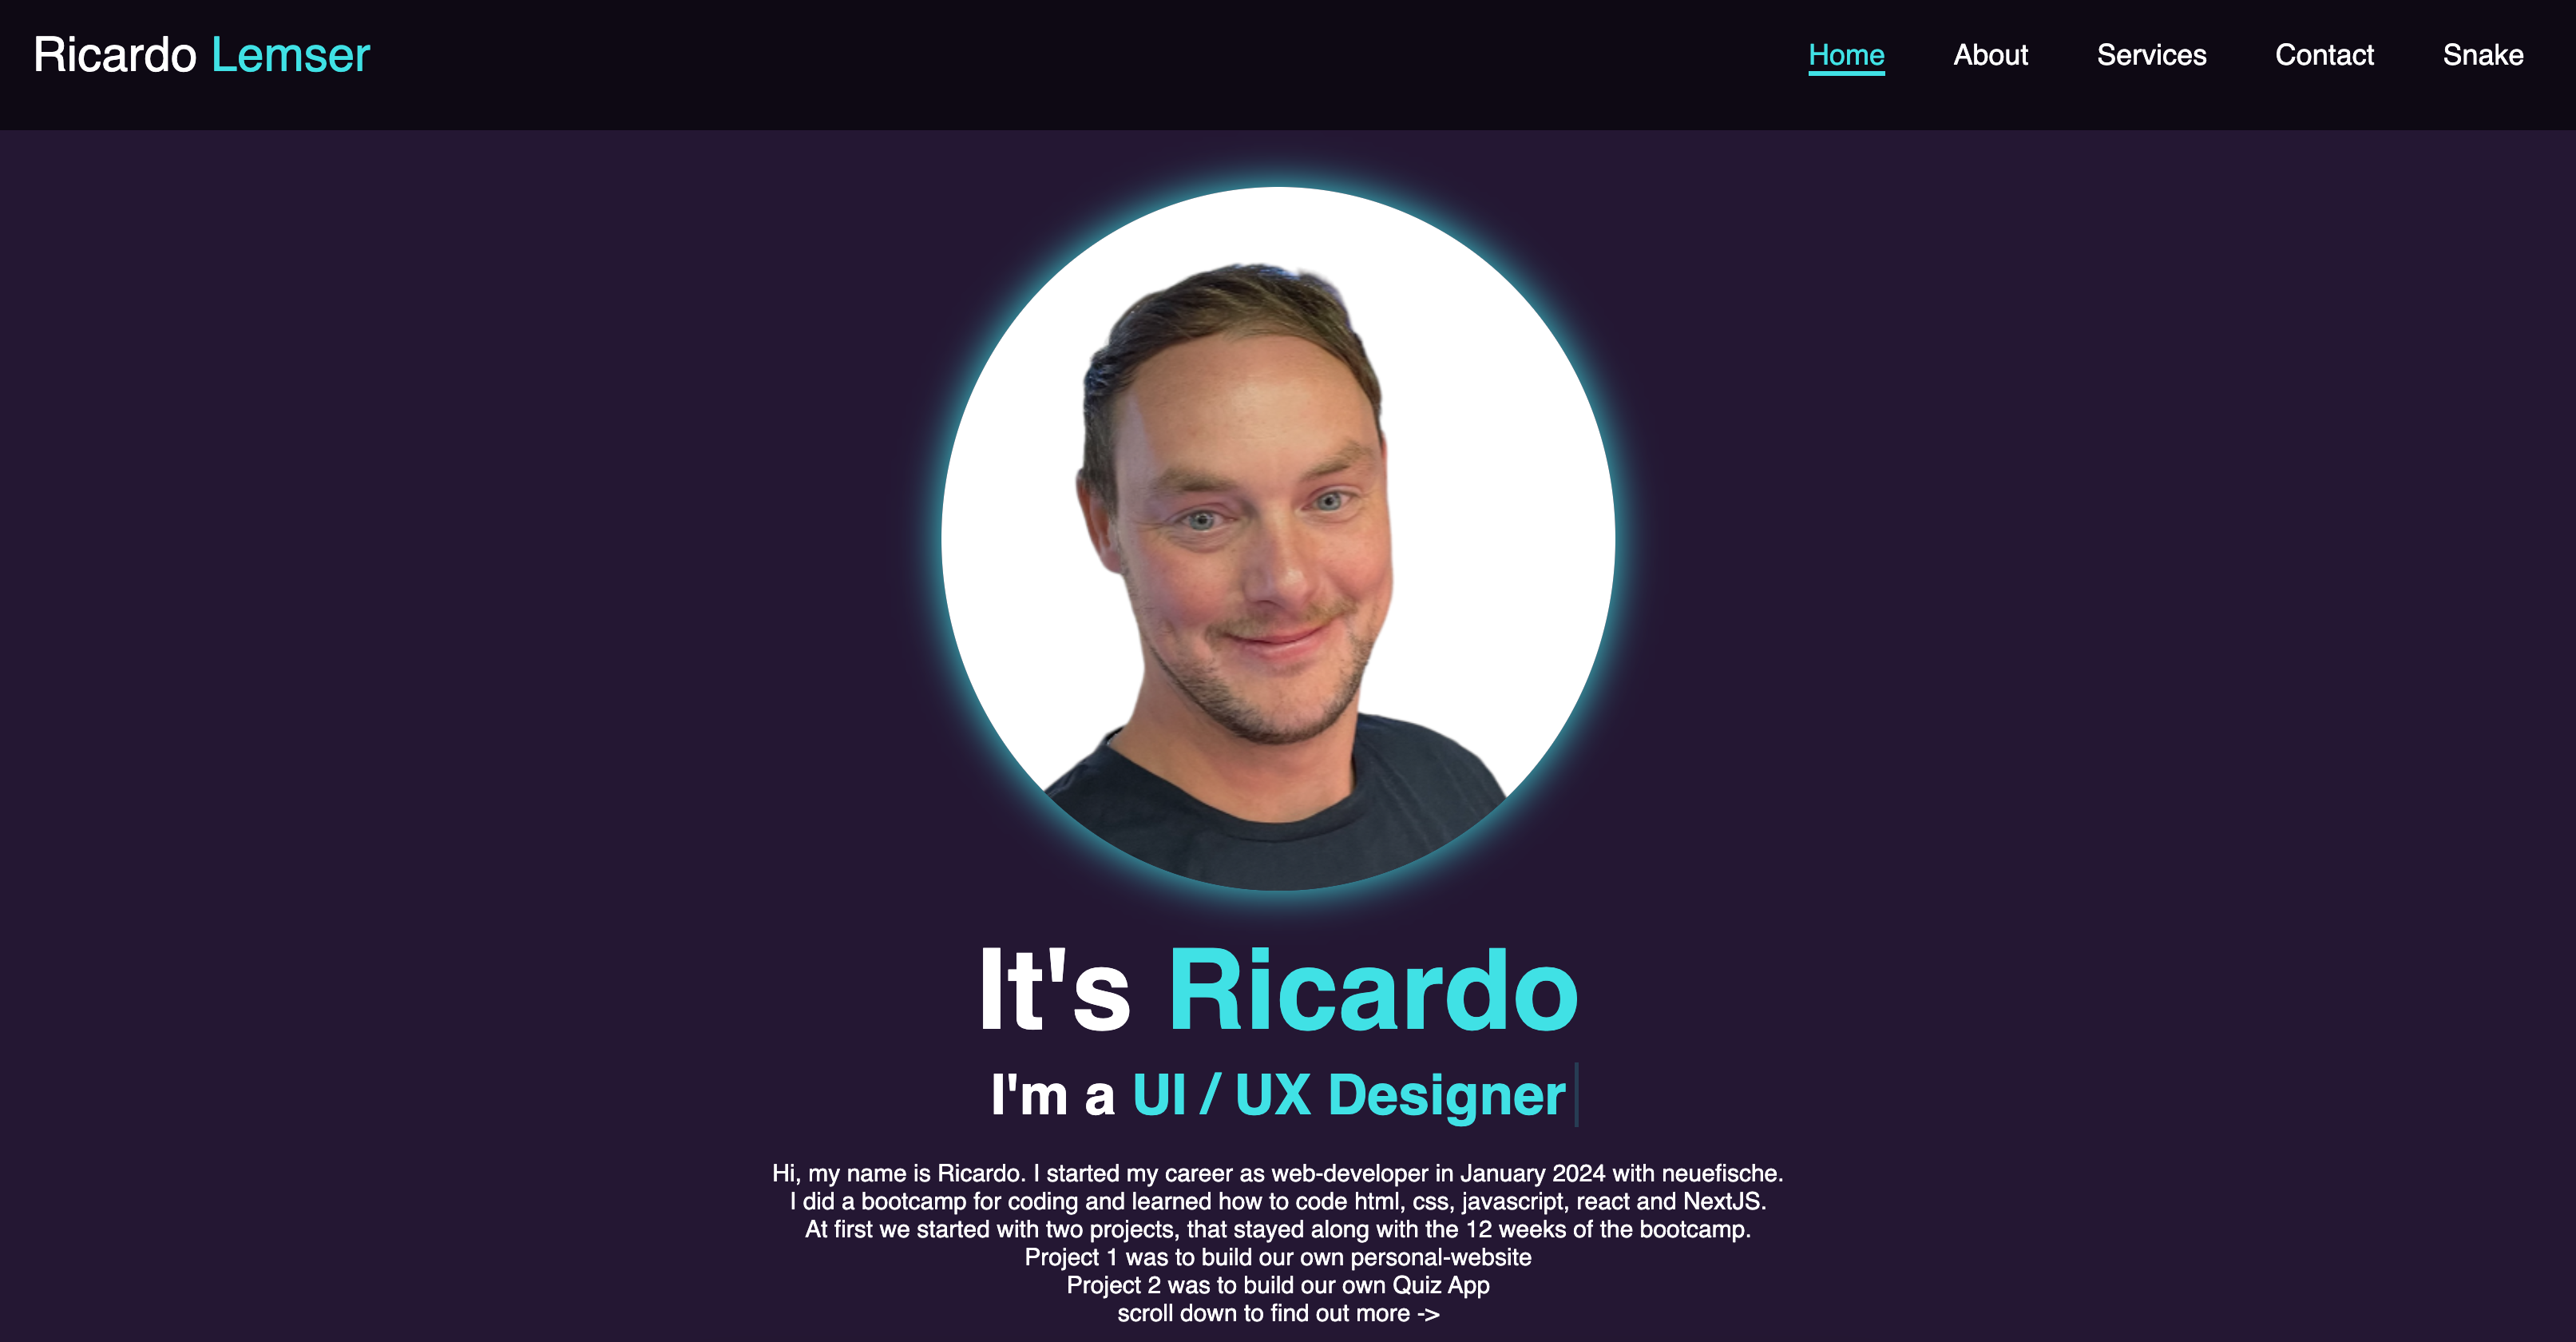 Ricardo Lemser
Home About Services Contact Snake
It's Ricardo
I'm a UI / UX Designer
Hi, my name is Ricardo. I started my career as web-developer in January 2024 with neuefische.
I did a bootcamp for coding and learned how to code html, css, javascript, react and NextJS.
At first we started with two projects, that stayed along with the 12 weeks of the bootcamp.
Project 1 was to build our own personal-website
Project 2 was to build our own Quiz App
scroll down to find out more ->